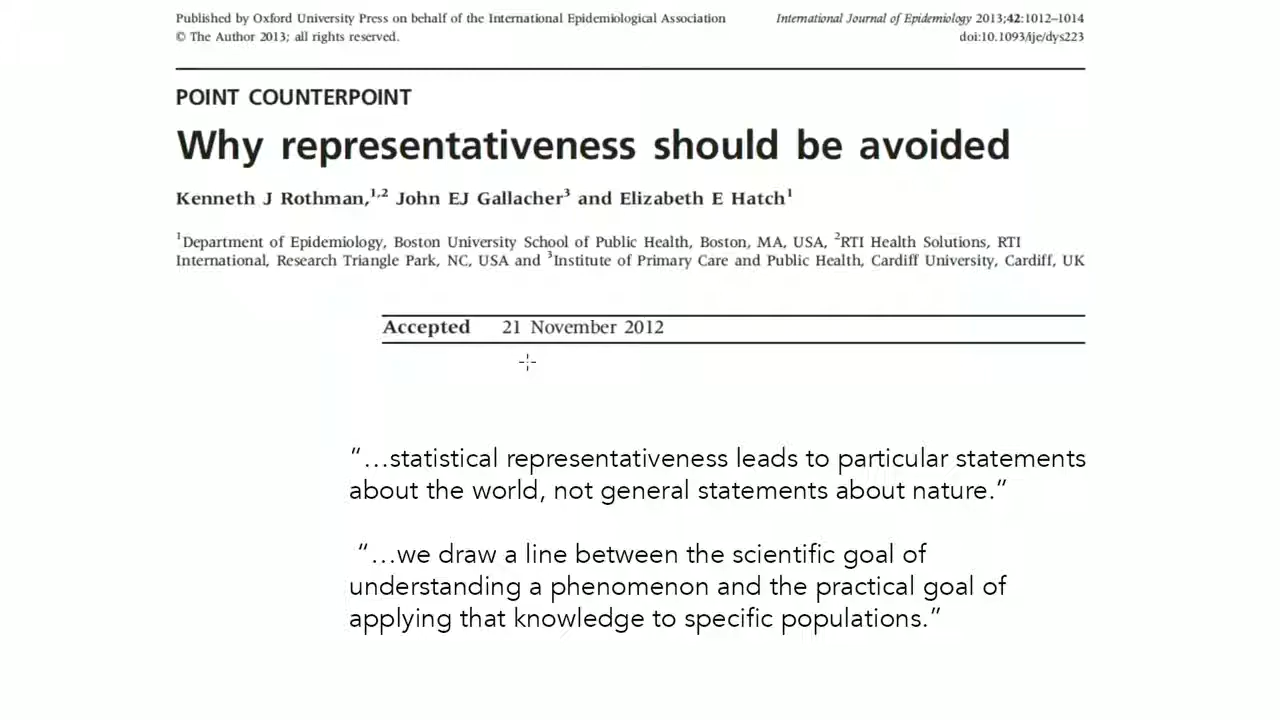 Published by Oxford University Press on behalf of the International Epidemiological Association
International Journal of Epidemiology 2013;42:1012–1014
© The Author 2013; all rights reserved.
doi:10.1093/ije/dys223
POINT COUNTERPOINT
Why representativeness should be avoided
Kenneth J Rothman,1,2 John EJ Gallacher3 and Elizabeth E Hatch1
1Department of Epidemiology, Boston University School of Public Health, Boston, MA, USA, 2RTI Health Solutions, RTI
International, Research Triangle Park, NC, USA and 3Institute of Primary Care and Public Health, Cardiff University, Cardiff, UK
Accepted 21 November 2012
“…statistical representativeness leads to particular statements
about the world, not general statements about nature.”
“…we draw a line between the scientific goal of
understanding a phenomenon and the practical goal of
applying that knowledge to specific populations.”